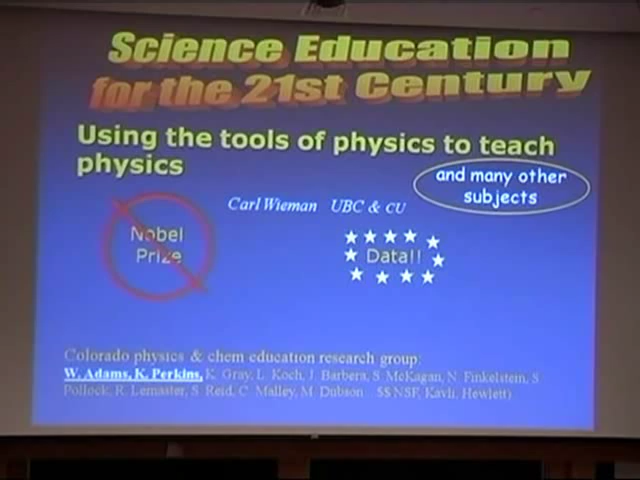 Science Education
for the 21st Century
Using the tools of physics to teach
physics
and many other
subjects
Carl Wieman UBC & CU
Nobel
Prize
Data!!
Colorado physics & chem education research group:
W. Adams, K. Perkins, K. Gray, L. Koch, J. Barbera, S. McKagan, N. Finkelstein, S.
Pollock, R. Lemaster, S. Reid, C. Malley, M. Dubson $$ NSF, Kavli, Hewlett)